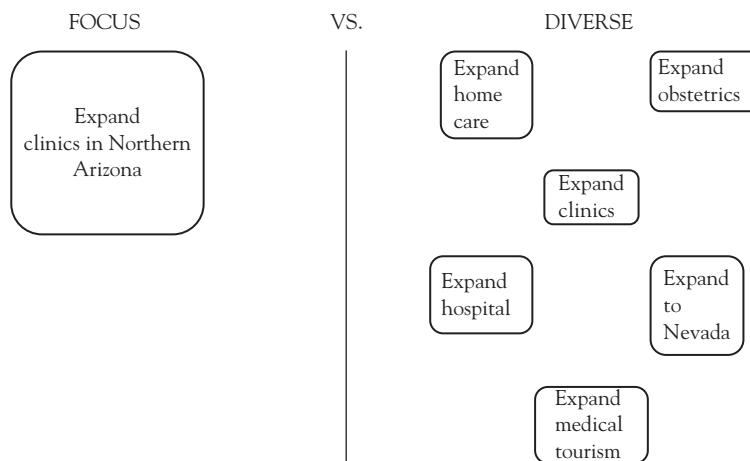 FOCUS VS. DIVERSE
Expand
clinics in Northern
Arizona
Expand
home
care
Expand
obstetrics
Expand
clinics
Expand
hospital
Expand
to
Nevada
Expand
medical
tourism